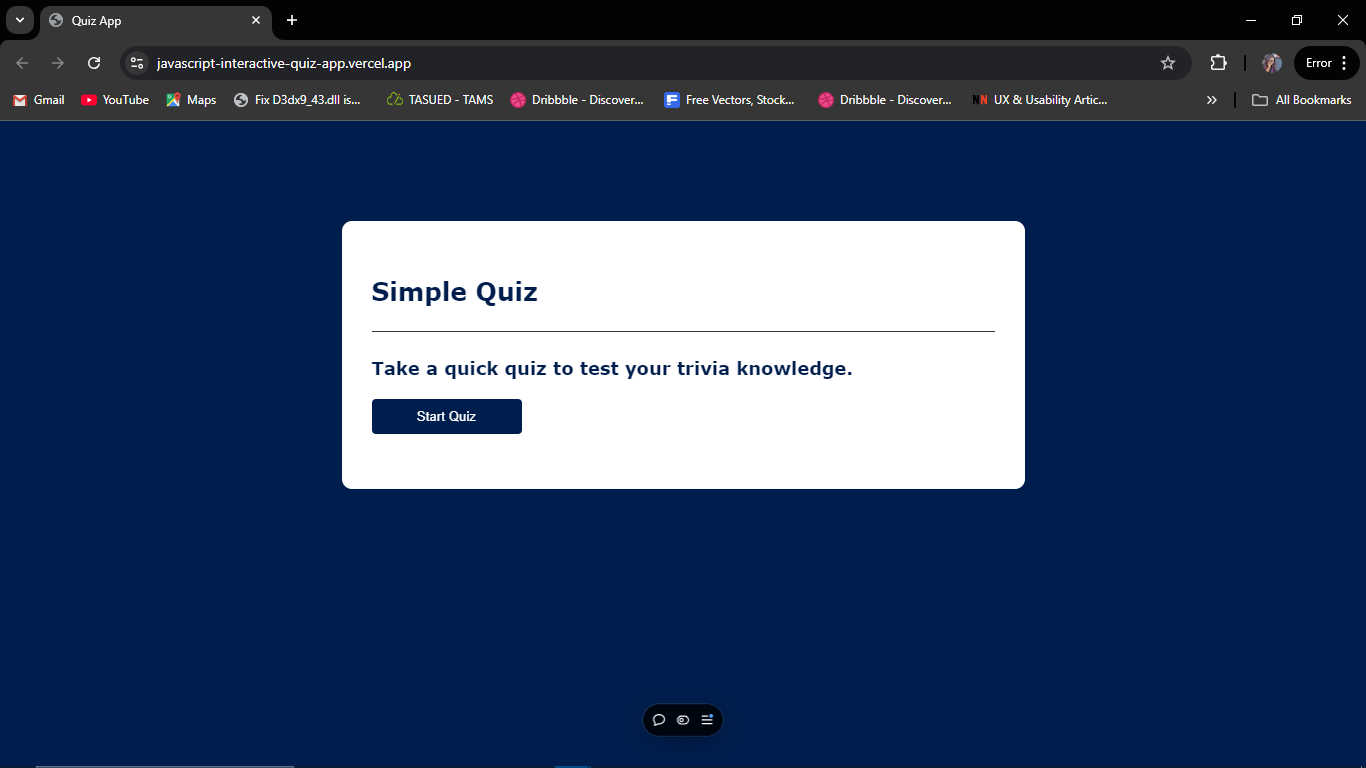 Quiz App
javascript-interactive-quiz-app.vercel.app
Error
Gmail
YouTube
Maps
Fix D3dx9_43.dll is...
TASUED - TAMS
Dribbble - Discover...
Free Vectors, Stock...
Dribbble - Discover...
UX & Usability Artic...
All Bookmarks
Simple Quiz
Take a quick quiz to test your trivia knowledge.
Start Quiz